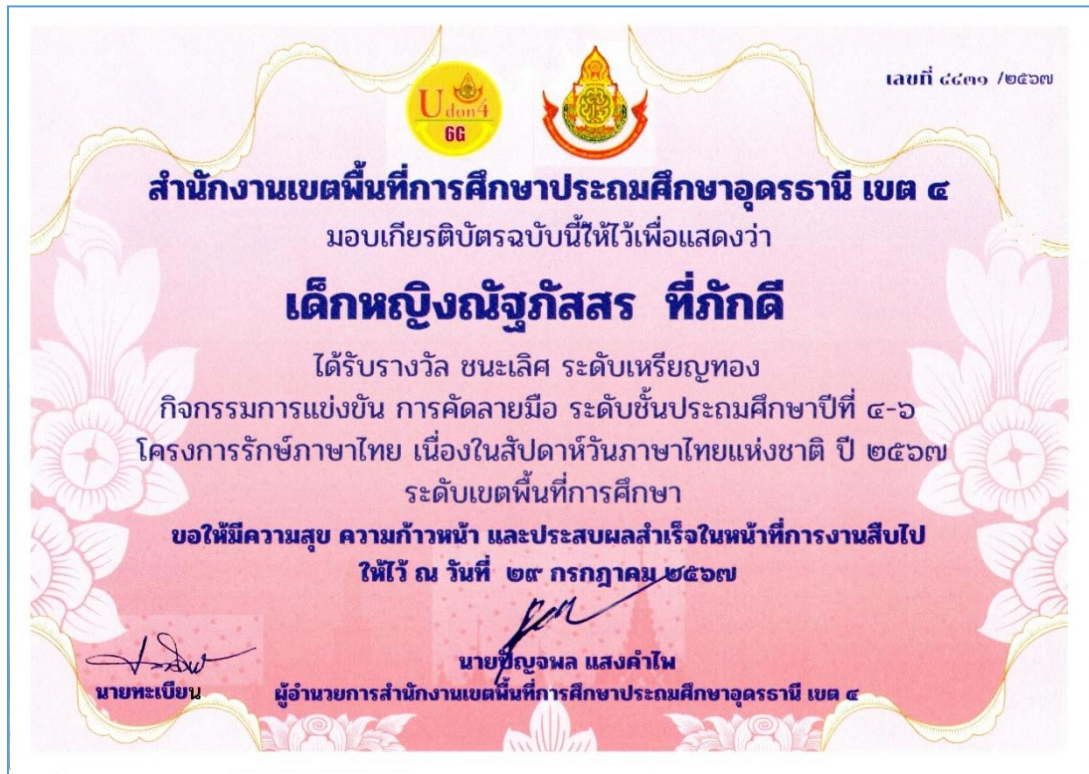 เลขที่ ๔๔๓๑ /๒๕๖๗
Udon4
6G
สำนักงานเขตพื้นที่การศึกษาประถมศึกษาอุดรธานี เขต ๔
มอบเกียรติบัตรฉบับนี้ให้ไว้เพื่อแสดงว่า
เด็กหญิงณัฐภัสสร ที่ภักดี
ได้รับรางวัล ชนะเลิศ ระดับเหรียญทอง
กิจกรรมการแข่งขัน การคัดลายมือ ระดับชั้นประถมศึกษาปีที่ ๔-๖
โครงการรักษ์ภาษาไทย เนื่องในสัปดาห์วันภาษาไทยแห่งชาติ ปี ๒๕๖๗
ระดับเขตพื้นที่การศึกษา
ขอให้มีความสุข ความก้าวหน้า และประสบผลสำเร็จในหน้าที่การงานสืบไป
ให้ไว้ ณ วันที่ ๒๙ กรกฎาคม ๒๕๖๗
นายปัญจพล แสงคำไพ
นายทะเบียน
ผู้อำนวยการสำนักงานเขตพื้นที่การศึกษาประถมศึกษาอุดรธานี เขต ๔